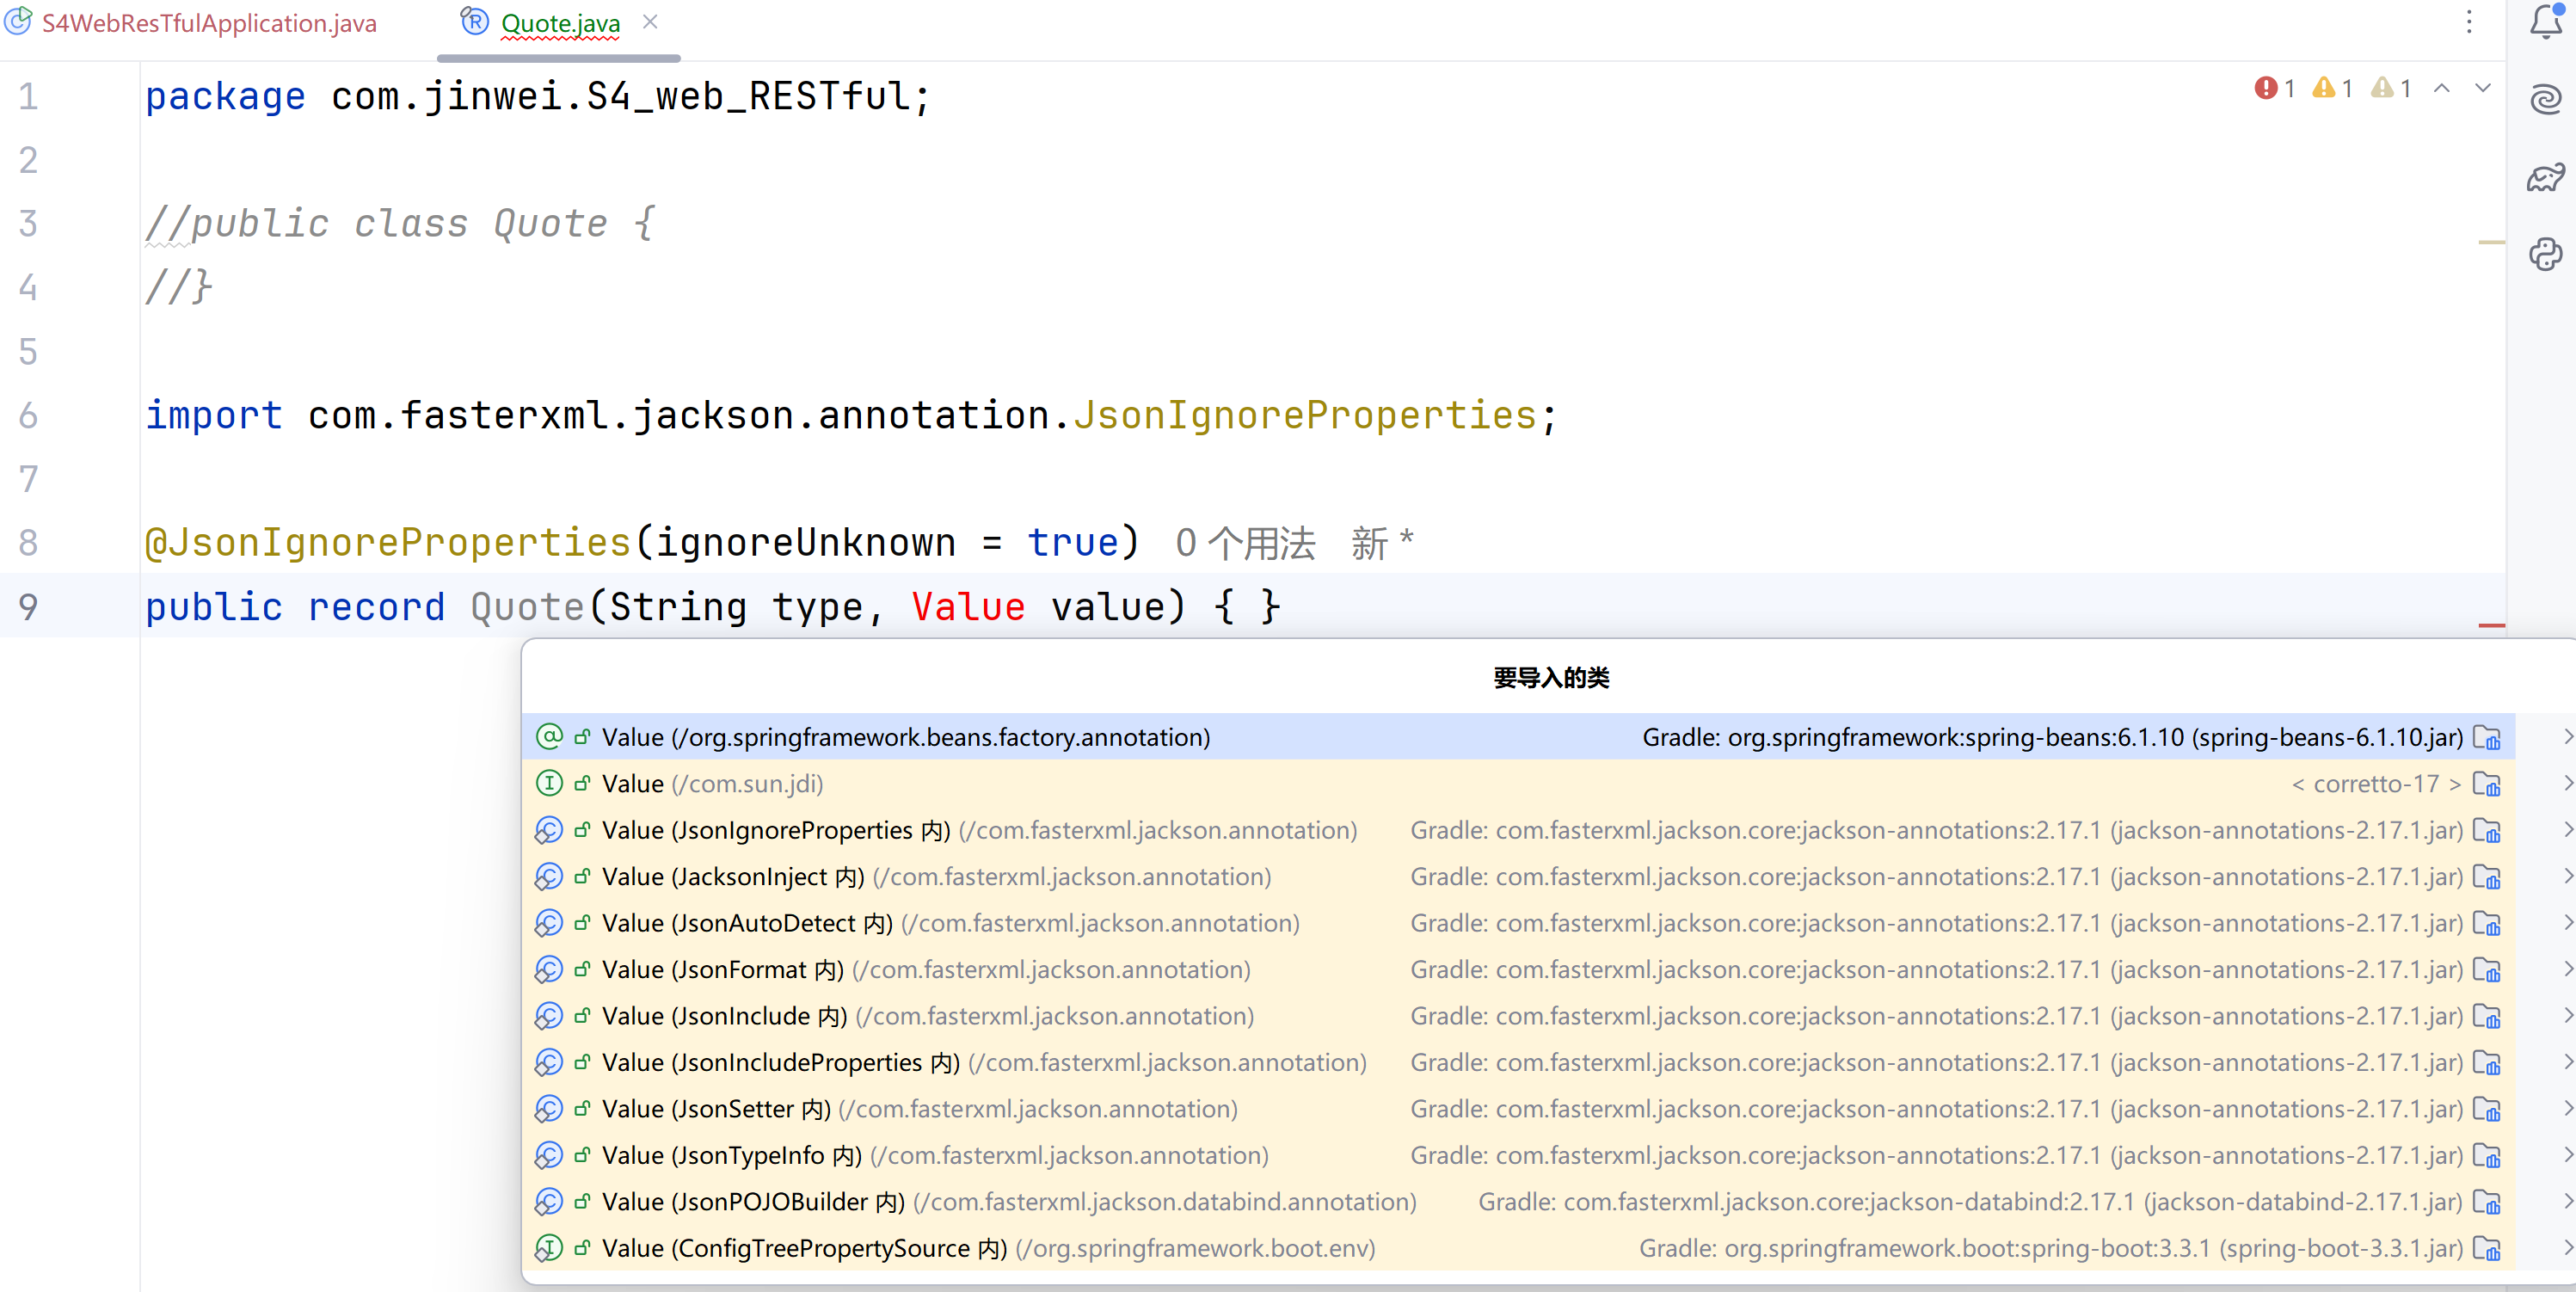 S4WebResTfulApplication.java Quote.java
1 package com.jinwei.S4_web_RESTful; 1 1 1
2
3 //public class Quote {
4 //}
5
6 import com.fasterxml.jackson.annotation.JsonIgnoreProperties;
7
8 @JsonIgnoreProperties(ignoreUnknown = true) 0 个用法 新 *
9 public record Quote(String type, Value value) { }
要导入的类
Value (/org.springframework.beans.factory.annotation) Gradle: org.springframework:spring-beans:6.1.10 (spring-beans-6.1.10.jar)
Value (/com.sun.jdi) < corretto-17 >
Value (JsonIgnoreProperties 内) (/com.fasterxml.jackson.annotation) Gradle: com.fasterxml.jackson.core:jackson-annotations:2.17.1 (jackson-annotations-2.17.1.jar)
Value (JacksonInject 内) (/com.fasterxml.jackson.annotation) Gradle: com.fasterxml.jackson.core:jackson-annotations:2.17.1 (jackson-annotations-2.17.1.jar)
Value (JsonAutoDetect 内) (/com.fasterxml.jackson.annotation) Gradle: com.fasterxml.jackson.core:jackson-annotations:2.17.1 (jackson-annotations-2.17.1.jar)
Value (JsonFormat 内) (/com.fasterxml.jackson.annotation) Gradle: com.fasterxml.jackson.core:jackson-annotations:2.17.1 (jackson-annotations-2.17.1.jar)
Value (JsonInclude 内) (/com.fasterxml.jackson.annotation) Gradle: com.fasterxml.jackson.core:jackson-annotations:2.17.1 (jackson-annotations-2.17.1.jar)
Value (JsonIncludeProperties 内) (/com.fasterxml.jackson.annotation) Gradle: com.fasterxml.jackson.core:jackson-annotations:2.17.1 (jackson-annotations-2.17.1.jar)
Value (JsonSetter 内) (/com.fasterxml.jackson.annotation) Gradle: com.fasterxml.jackson.core:jackson-annotations:2.17.1 (jackson-annotations-2.17.1.jar)
Value (JsonTypeInfo 内) (/com.fasterxml.jackson.annotation) Gradle: com.fasterxml.jackson.core:jackson-annotations:2.17.1 (jackson-annotations-2.17.1.jar)
Value (JsonPOJOBuilder 内) (/com.fasterxml.jackson.databind.annotation) Gradle: com.fasterxml.jackson.core:jackson-databind:2.17.1 (jackson-databind-2.17.1.jar)
Value (ConfigTreePropertySource 内) (/org.springframework.boot.env) Gradle: org.springframework.boot:spring-boot:3.3.1 (spring-boot-3.3.1.jar)